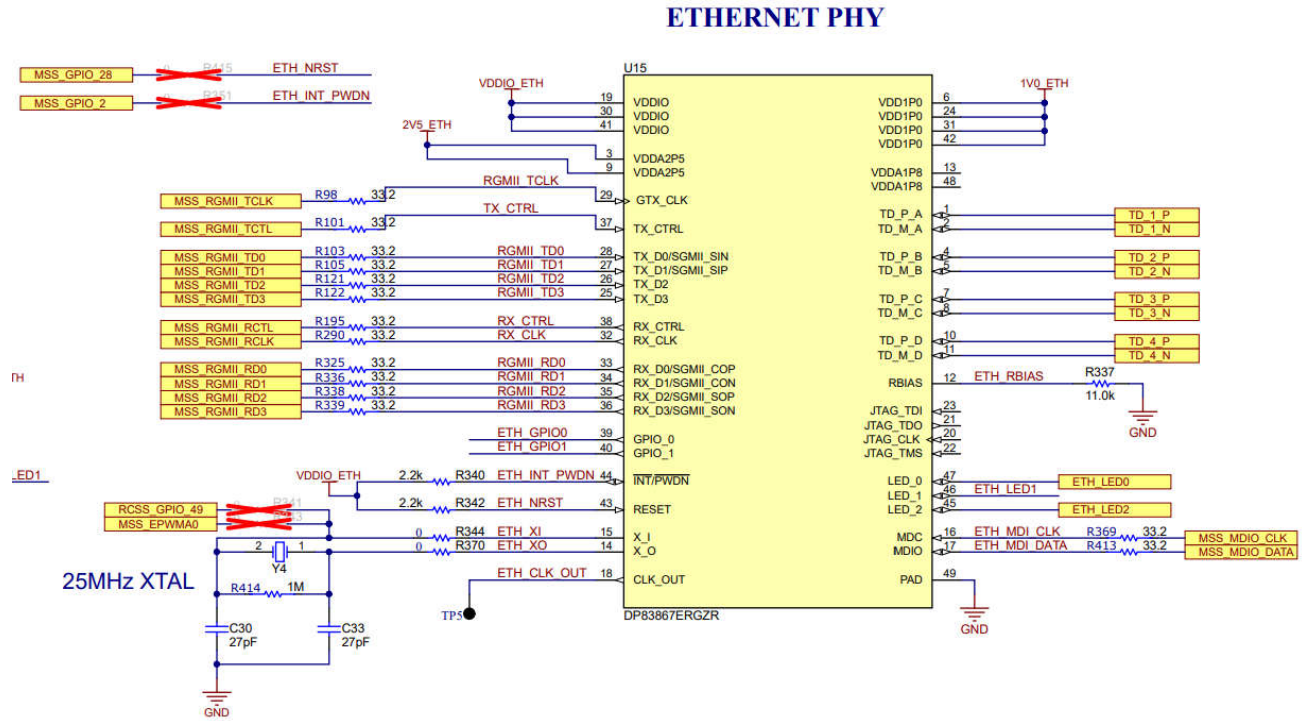 ETHERNET PHY
MSS_GPIO_28 0 R415 ETH_NRST
MSS_GPIO_2 0 R351 ETH_INT_PWDN
U15
VDDIO_ETH
19 VDDIO
30 VDDIO
41 VDDIO
2V5_ETH
3 VDDA2P5
9 VDDA2P5
MSS_RGMII_TCLK R98 33.2 RGMII_TCLK 29 GTX_CLK
MSS_RGMII_TCTL R101 33.2 TX_CTRL 37 TX_CTRL
MSS_RGMII_TD0 R103 33.2 RGMII_TD0 28 TX_D0/SGMII_SIN
MSS_RGMII_TD1 R105 33.2 RGMII_TD1 27 TX_D1/SGMII_SIP
MSS_RGMII_TD2 R121 33.2 RGMII_TD2 26 TX_D2
MSS_RGMII_TD3 R122 33.2 RGMII_TD3 25 TX_D3
MSS_RGMII_RCTL R195 33.2 RX_CTRL 38 RX_CTRL
MSS_RGMII_RCLK R290 33.2 RX_CLK 32 RX_CLK
MSS_RGMII_RD0 R325 33.2 RGMII_RD0 33 RX_D0/SGMII_COP
MSS_RGMII_RD1 R336 33.2 RGMII_RD1 34 RX_D1/SGMII_CON
MSS_RGMII_RD2 R338 33.2 RGMII_RD2 35 RX_D2/SGMII_SOP
MSS_RGMII_RD3 R339 33.2 RGMII_RD3 36 RX_D3/SGMII_SON
TH
ETH_GPIO0 39 GPIO_0
ETH_GPIO1 40 GPIO_1
_LED1
VDDIO_ETH 2.2k R340 ETH_INT_PWDN 44 INT/PWDN
2.2k R342 ETH_NRST 43 RESET
RCSS_GPIO_49 0 R341
MSS_EPWMA0
0 R344 ETH_XI 15 X_I
0 R370 ETH_XO 14 X_O
2 1
Y4
25MHz XTAL
R414 1M
ETH_CLK_OUT 18 CLK_OUT
TP5
C30
27pF
C33
27pF
GND
1V0_ETH
VDD1P0 6
VDD1P0 24
VDD1P0 31
VDD1P0 42
VDDA1P8 13
VDDA1P8 48
TD_P_A 1 TD_1_P
TD_M_A 2 TD_1_N
TD_P_B 4 TD_2_P
TD_M_B 5 TD_2_N
TD_P_C 7 TD_3_P
TD_M_C 8 TD_3_N
TD_P_D 10 TD_4_P
TD_M_D 11 TD_4_N
RBIAS 12 ETH_RBIAS R337
11.0k
GND
JTAG_TDI 23
JTAG_TDO 21
JTAG_CLK 20
JTAG_TMS 22
LED_0 47 ETH_LED0
LED_1 46 ETH_LED1
LED_2 45 ETH_LED2
MDC 16 ETH_MDI_CLK R369 33.2 MSS_MDIO_CLK
MDIO 17 ETH_MDI_DATA R413 33.2 MSS_MDIO_DATA
PAD 49
GND
DP83867ERGZR